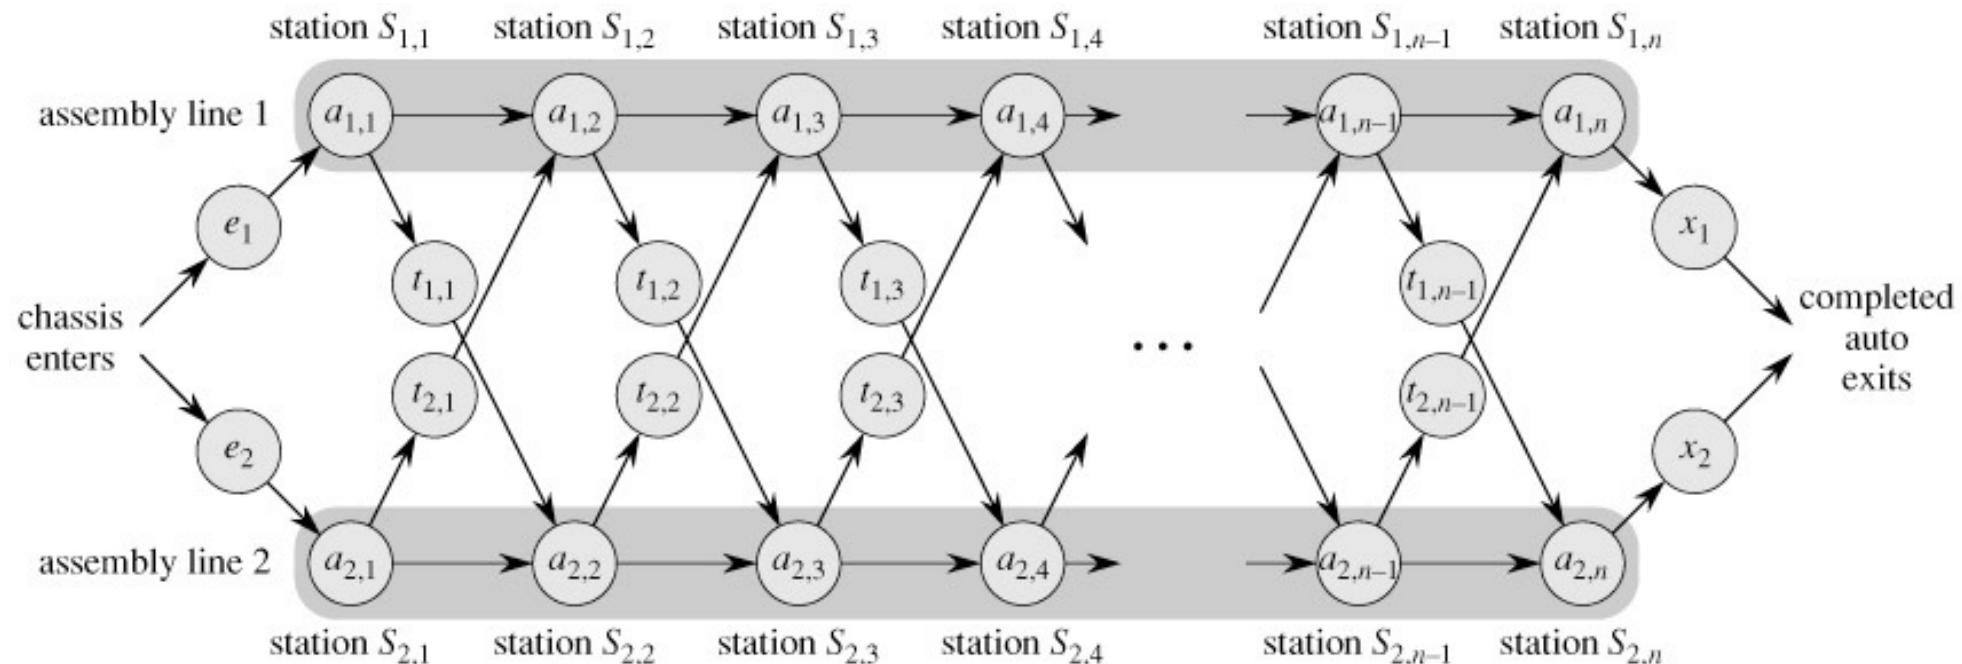 station S1,1 station S1,2 station S1,3 station S1,4 station S1,n–1 station S1,n
assembly line 1 a1,1 a1,2 a1,3 a1,4 a1,n–1 a1,n
e1 x1
t1,1 t1,2 t1,3 t1,n–1
chassis
enters
...
completed
auto
exits
t2,1 t2,2 t2,3 t2,n–1
e2 x2
assembly line 2 a2,1 a2,2 a2,3 a2,4 a2,n–1 a2,n
station S2,1 station S2,2 station S2,3 station S2,4 station S2,n–1 station S2,n